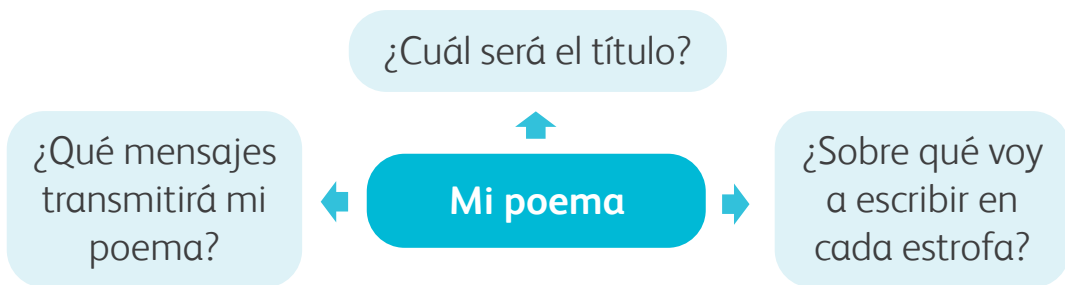 ¿Cuál será el título?
¿Qué mensajes
transmitirá mi
poema?
Mi poema
¿Sobre qué voy
a escribir en
cada estrofa?